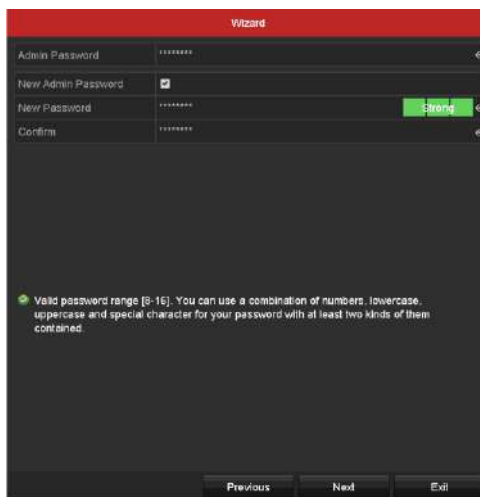 Wizard
Admin Password ********
New Admin Password
New Password ******** Strong
Confirm ********
Valid password range [8-16]. You can use a combination of numbers, lowercase,
uppercase and special character for your password with at least two kinds of them
contained.
Previous Next Exit